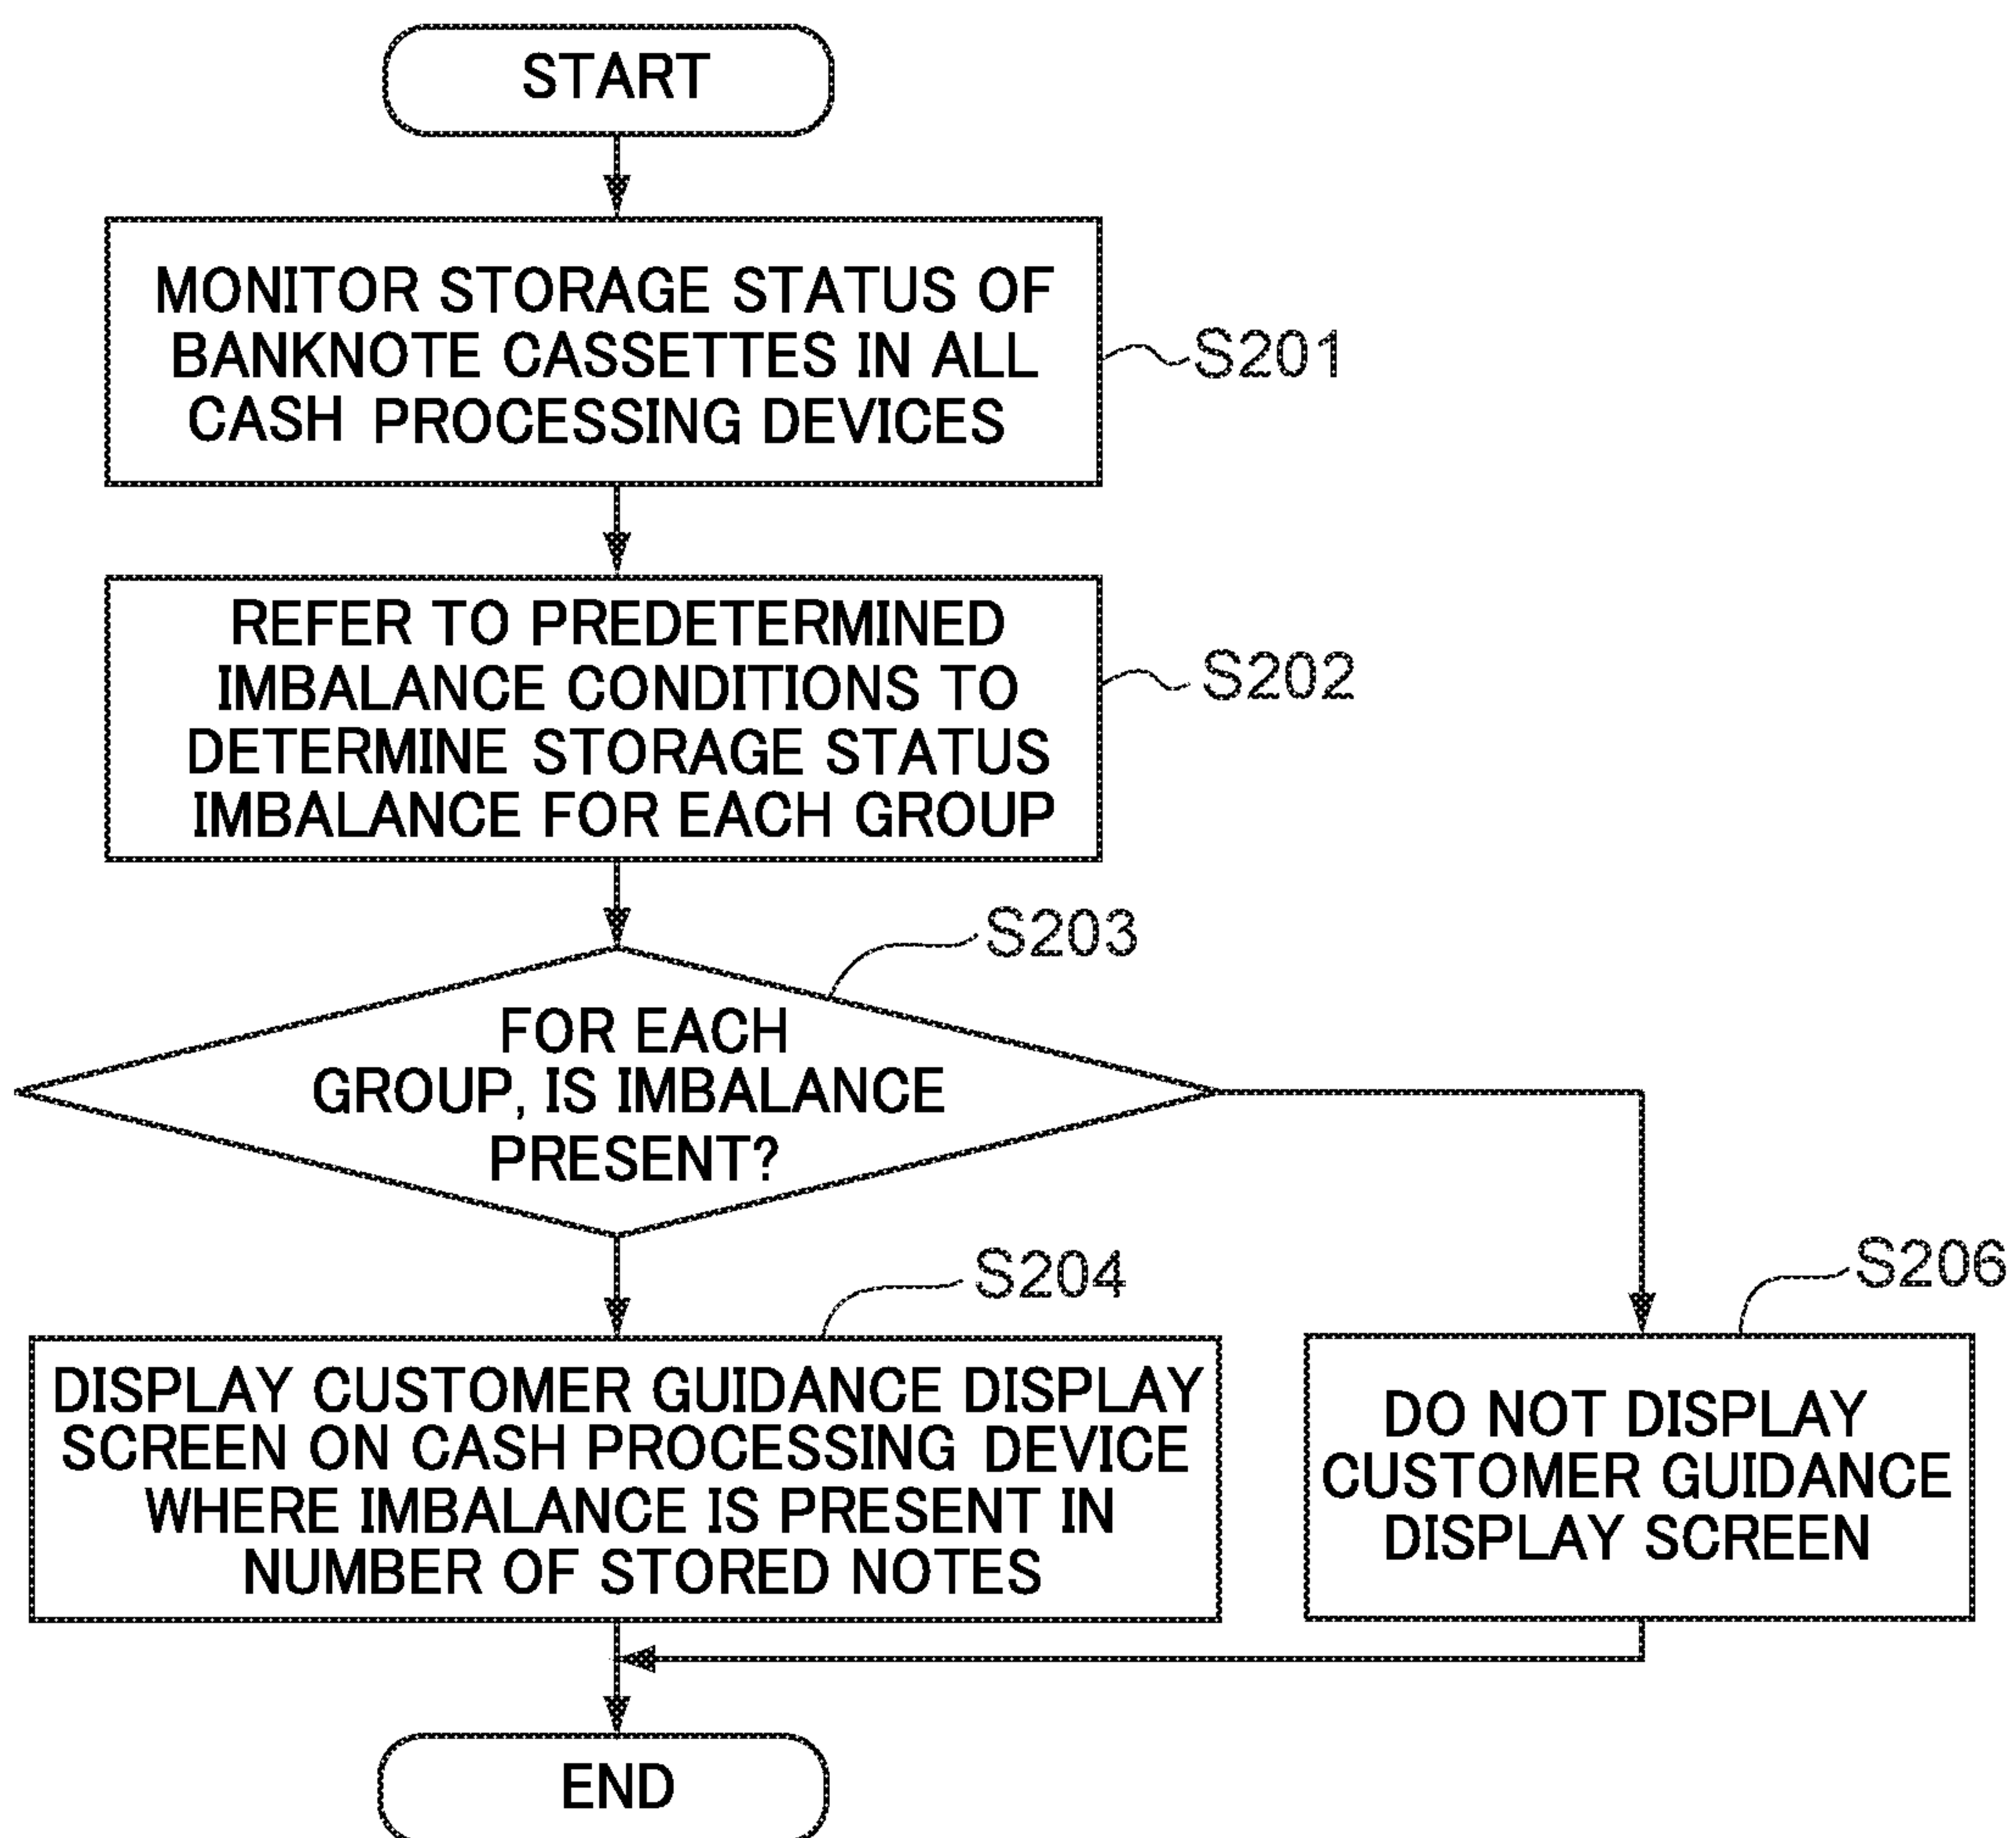 START
MONITOR STORAGE STATUS OF
BANKNOTE CASSETTES IN ALL
CASH PROCESSING DEVICES
S201
REFER TO PREDETERMINED
IMBALANCE CONDITIONS TO
DETERMINE STORAGE STATUS
IMBALANCE FOR EACH GROUP
S202
S203
FOR EACH
GROUP, IS IMBALANCE
PRESENT?
S204
DISPLAY CUSTOMER GUIDANCE DISPLAY
SCREEN ON CASH PROCESSING DEVICE
WHERE IMBALANCE IS PRESENT IN
NUMBER OF STORED NOTES
S206
DO NOT DISPLAY
CUSTOMER GUIDANCE
DISPLAY SCREEN
END